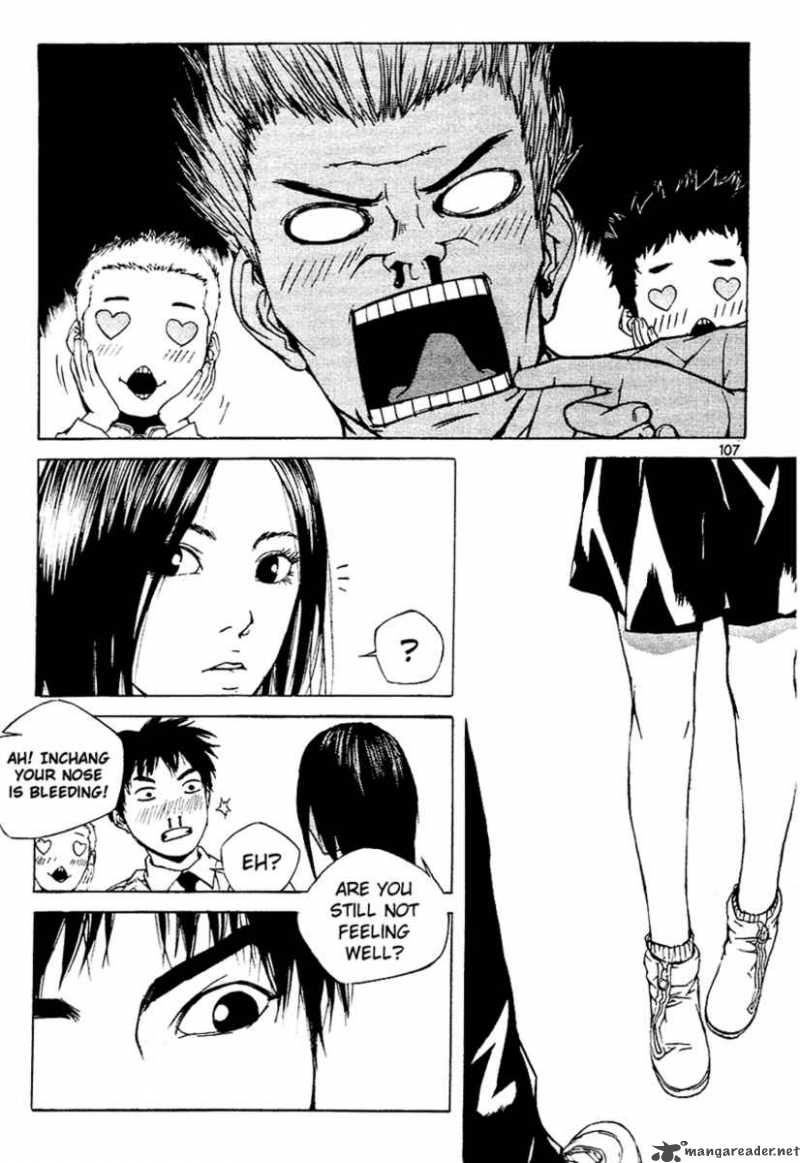 107
?
AH! INCHANG
YOUR NOSE
IS BLEEDING!
EH?
ARE YOU
STILL NOT
FEELING
WELL?
mangareader.net